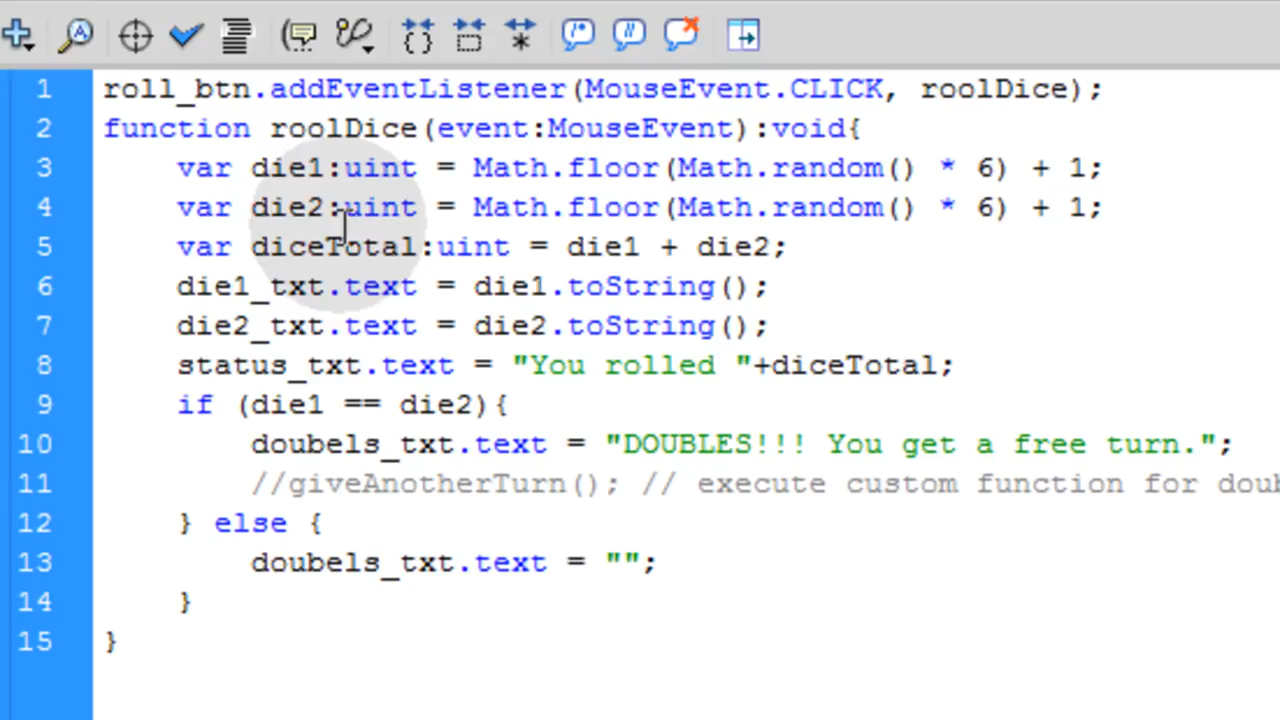 1 roll_btn.addEventListener(MouseEvent.CLICK, roolDice);
2 function roolDice(event:MouseEvent):void{
3 var die1:uint = Math.floor(Math.random() * 6) + 1;
4 var die2:uint = Math.floor(Math.random() * 6) + 1;
5 var diceTotal:uint = die1 + die2;
6 die1_txt.text = die1.toString();
7 die2_txt.text = die2.toString();
8 status_txt.text = "You rolled "+diceTotal;
9 if (die1 == die2){
10 doubels_txt.text = "DOUBLES!!! You get a free turn.";
11 //giveAnotherTurn(); // execute custom function for doub
12 } else {
13 doubels_txt.text = "";
14 }
15 }